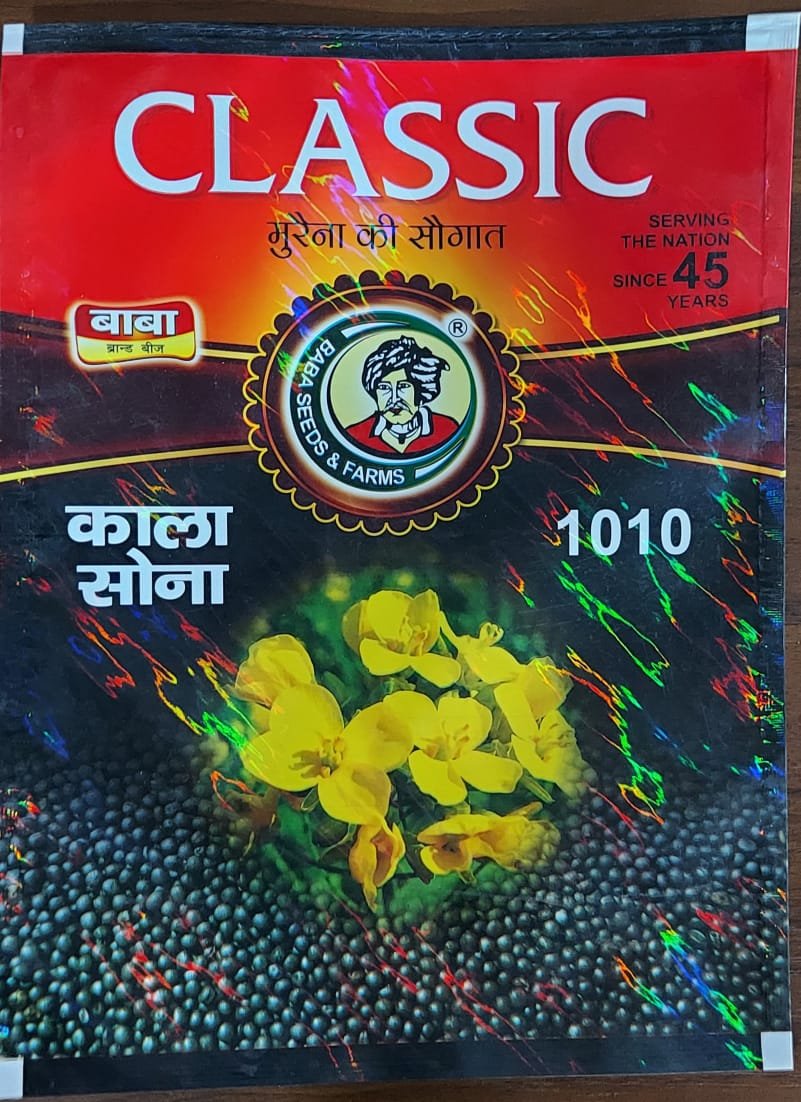 CLASSIC
मुरैना की सौगात
SERVING
THE NATION
SINCE 45
YEARS
बाबा
ब्रान्ड बीज
®
BABA SEEDS & FARMS
काला
सोना
1010